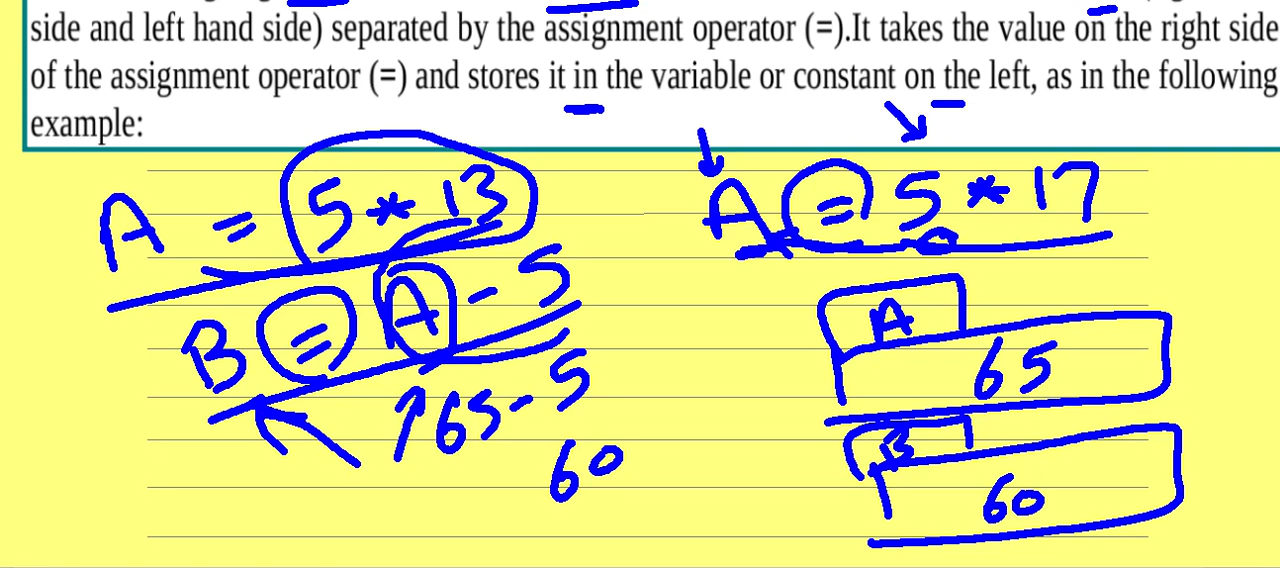 side and left hand side) separated by the assignment operator (=).It takes the value on the right side
of the assignment operator (=) and stores it in the variable or constant on the left, as in the following
example:
A = 5 * 13
B = A - 5
65 - 5
60
A = 5 * 17
A
65
B
60